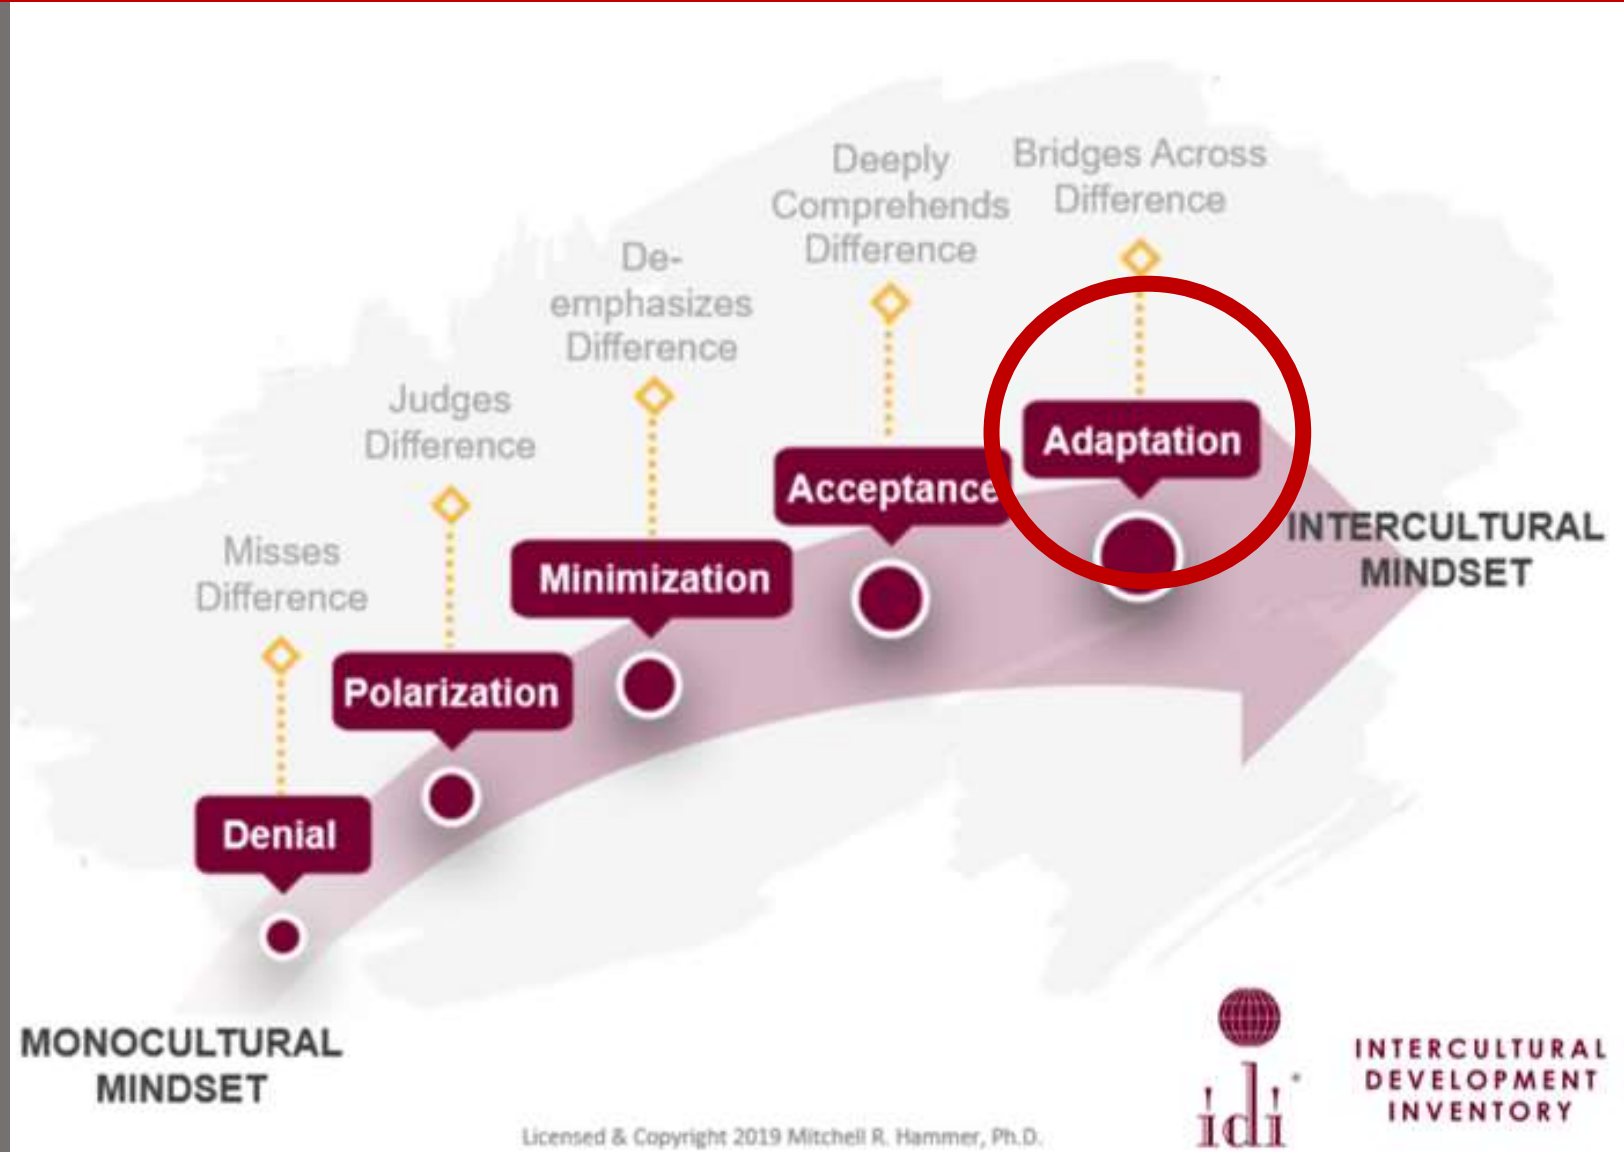 Bridges Across
Difference
Deeply
Comprehends
Difference
De-
emphasizes
Difference
Judges
Difference
Misses
Difference
Adaptation
Acceptance
Minimization
Polarization
Denial
INTERCULTURAL
MINDSET
MONOCULTURAL
MINDSET
idi
INTERCULTURAL
DEVELOPMENT
INVENTORY
Licensed & Copyright 2019 Mitchell R. Hammer, Ph.D.